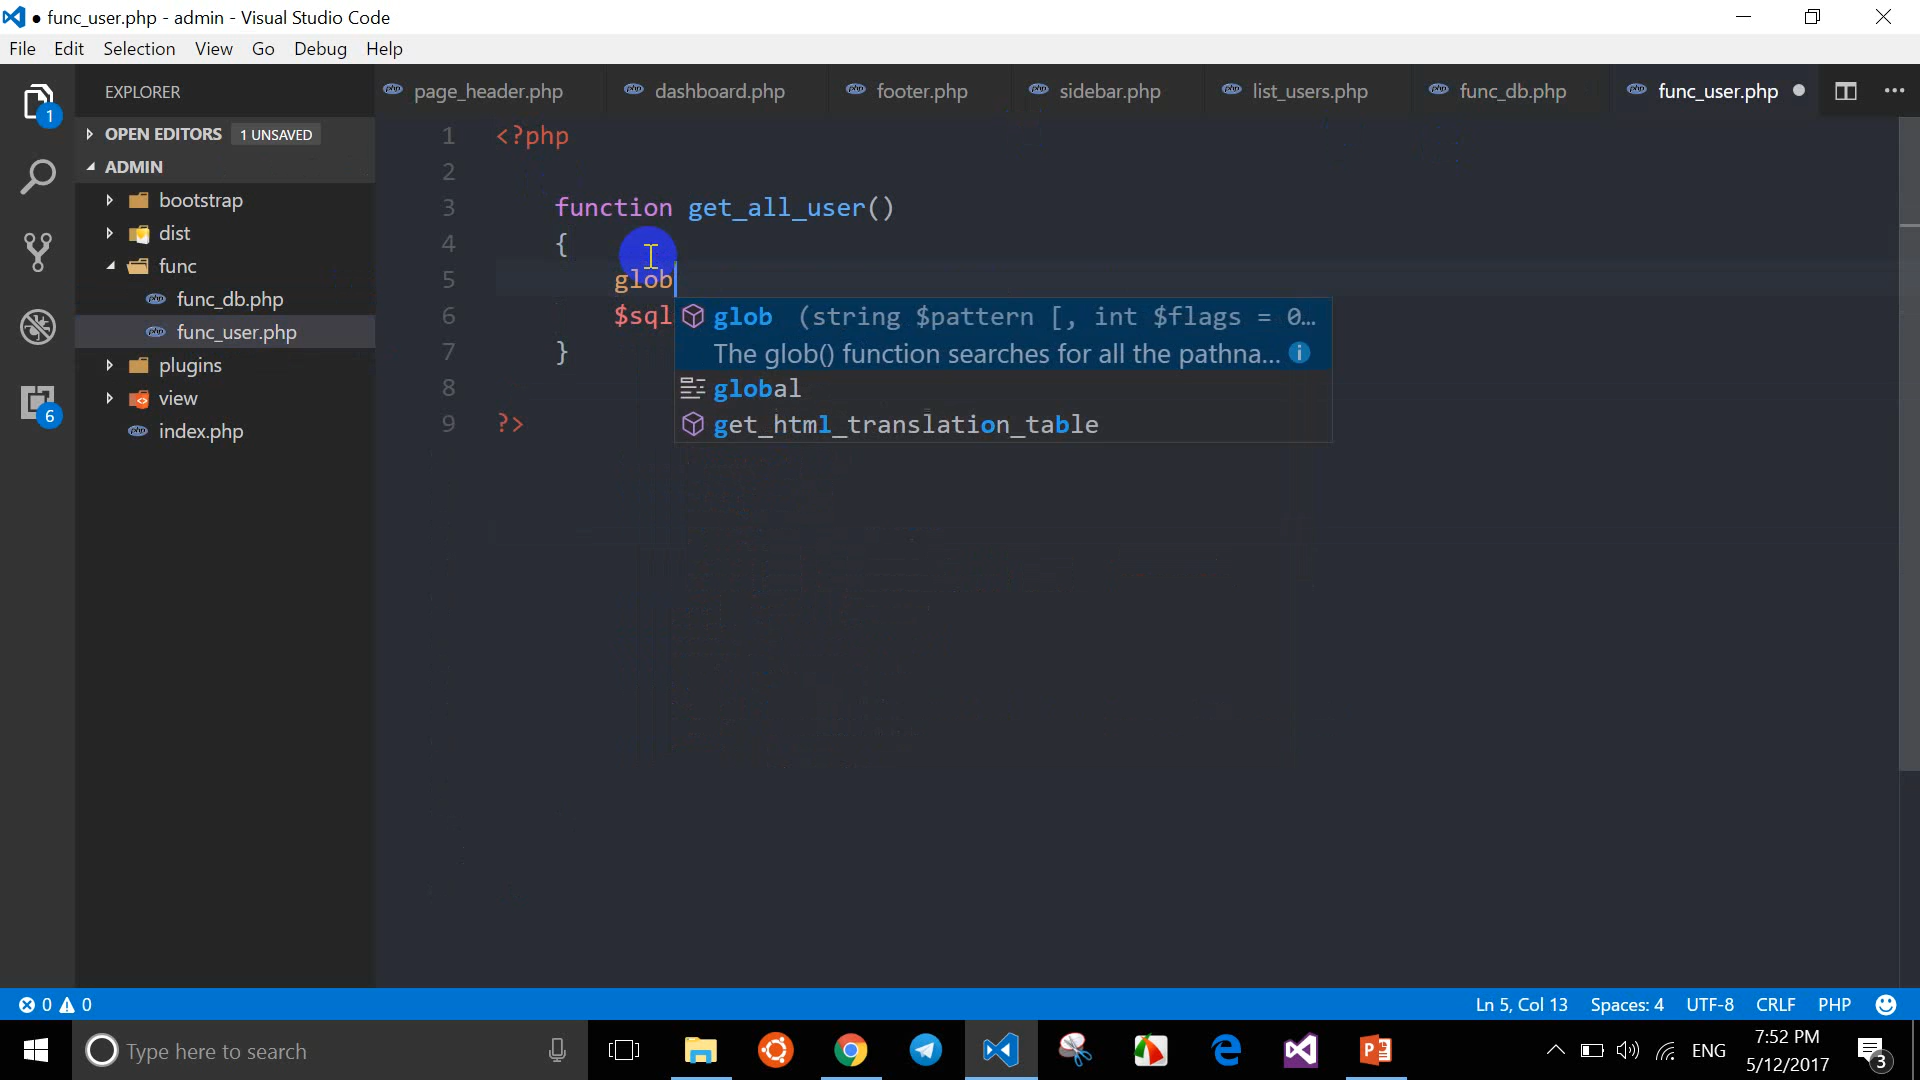 ● func_user.php - admin - Visual Studio Code
File Edit Selection View Go Debug Help
EXPLORER
OPEN EDITORS 1 UNSAVED
ADMIN
bootstrap
dist
func
func_db.php
func_user.php
plugins
view
index.php
1
6
page_header.php dashboard.php footer.php sidebar.php list_users.php func_db.php func_user.php
1 <?php
2
3 function get_all_user()
4 {
5 glob
6 $sql
7 }
8
9 ?>
glob (string $pattern [, int $flags = 0…
The glob() function searches for all the pathna...
global
get_html_translation_table
0 0 Ln 5, Col 13 Spaces: 4 UTF-8 CRLF PHP
Type here to search
ENG
7:52 PM
5/12/2017
3